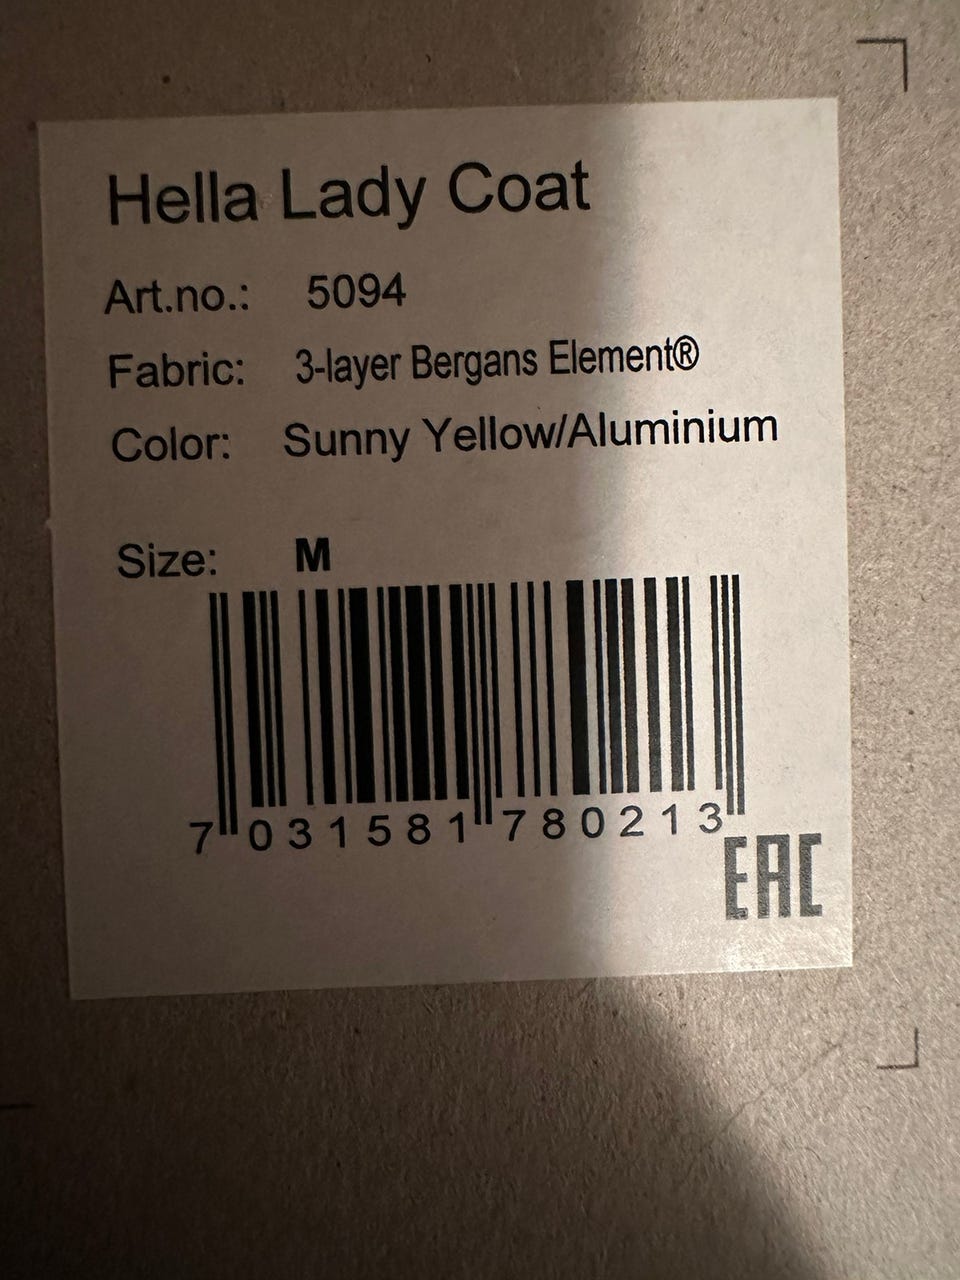 Hella Lady Coat
Art.no.: 5094
Fabric: 3-layer Bergans Element®
Color: Sunny Yellow/Aluminium
Size: M
7 031581 780213
EAC